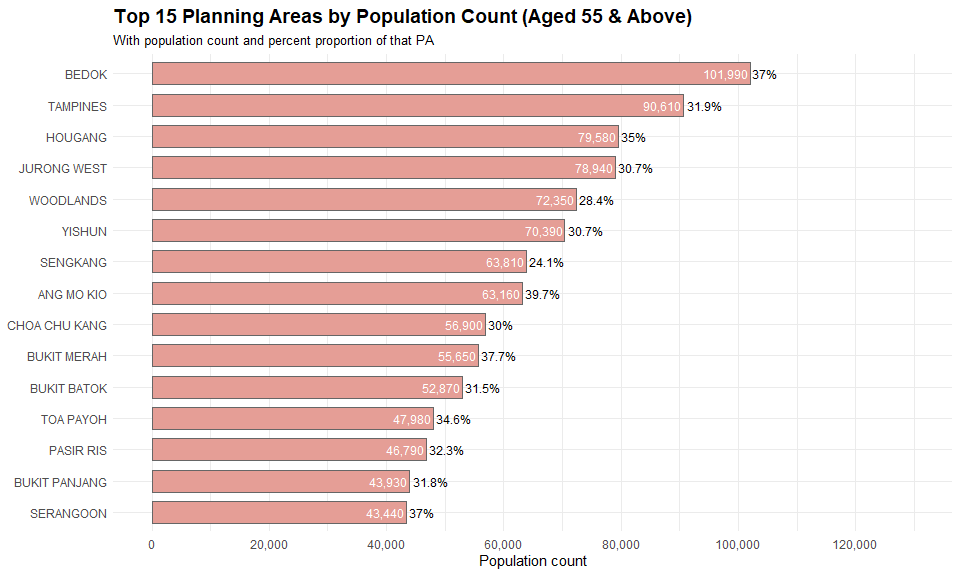 Top 15 Planning Areas by Population Count (Aged 55 & Above)
With population count and percent proportion of that PA
BEDOK 101,990 37%
TAMPINES 90,610 31.9%
HOUGANG 79,580 35%
JURONG WEST 78,940 30.7%
WOODLANDS 72,350 28.4%
YISHUN 70,390 30.7%
SENGKANG 63,810 24.1%
ANG MO KIO 63,160 39.7%
CHOA CHU KANG 56,900 30%
BUKIT MERAH 55,650 37.7%
BUKIT BATOK 52,870 31.5%
TOA PAYOH 47,980 34.6%
PASIR RIS 46,790 32.3%
BUKIT PANJANG 43,930 31.8%
SERANGOON 43,440 37%
0 20,000 40,000 60,000 80,000 100,000 120,000
Population count